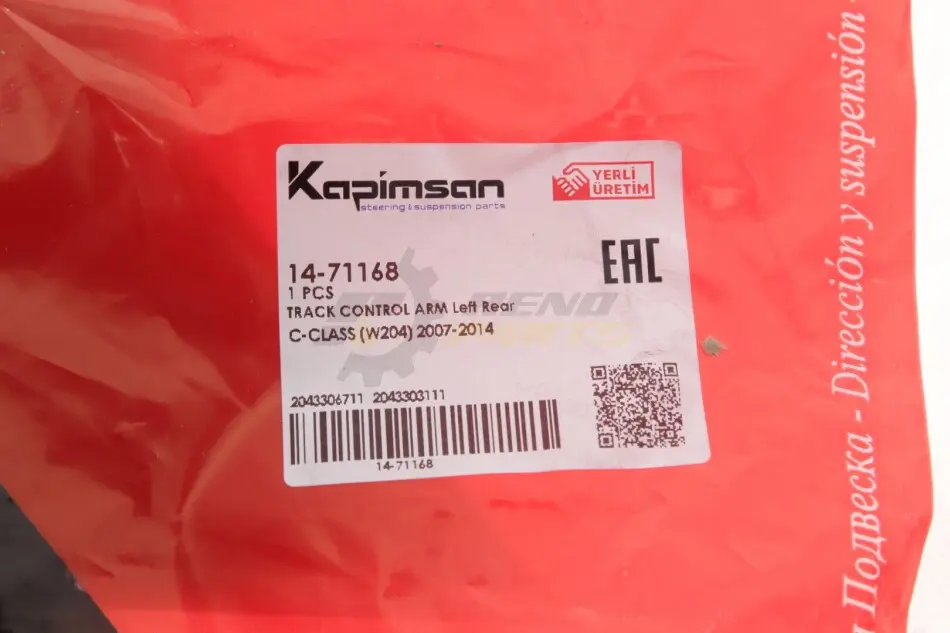 Kapimsan
steering & suspension parts
YERLİ
ÜRETİM
14-71168
1 PCS
TRACK CONTROL ARM Left Rear
C-CLASS (W204) 2007-2014
EAC
2043306711 2043303111
14-71168
Подвеска - Dirección y suspensión